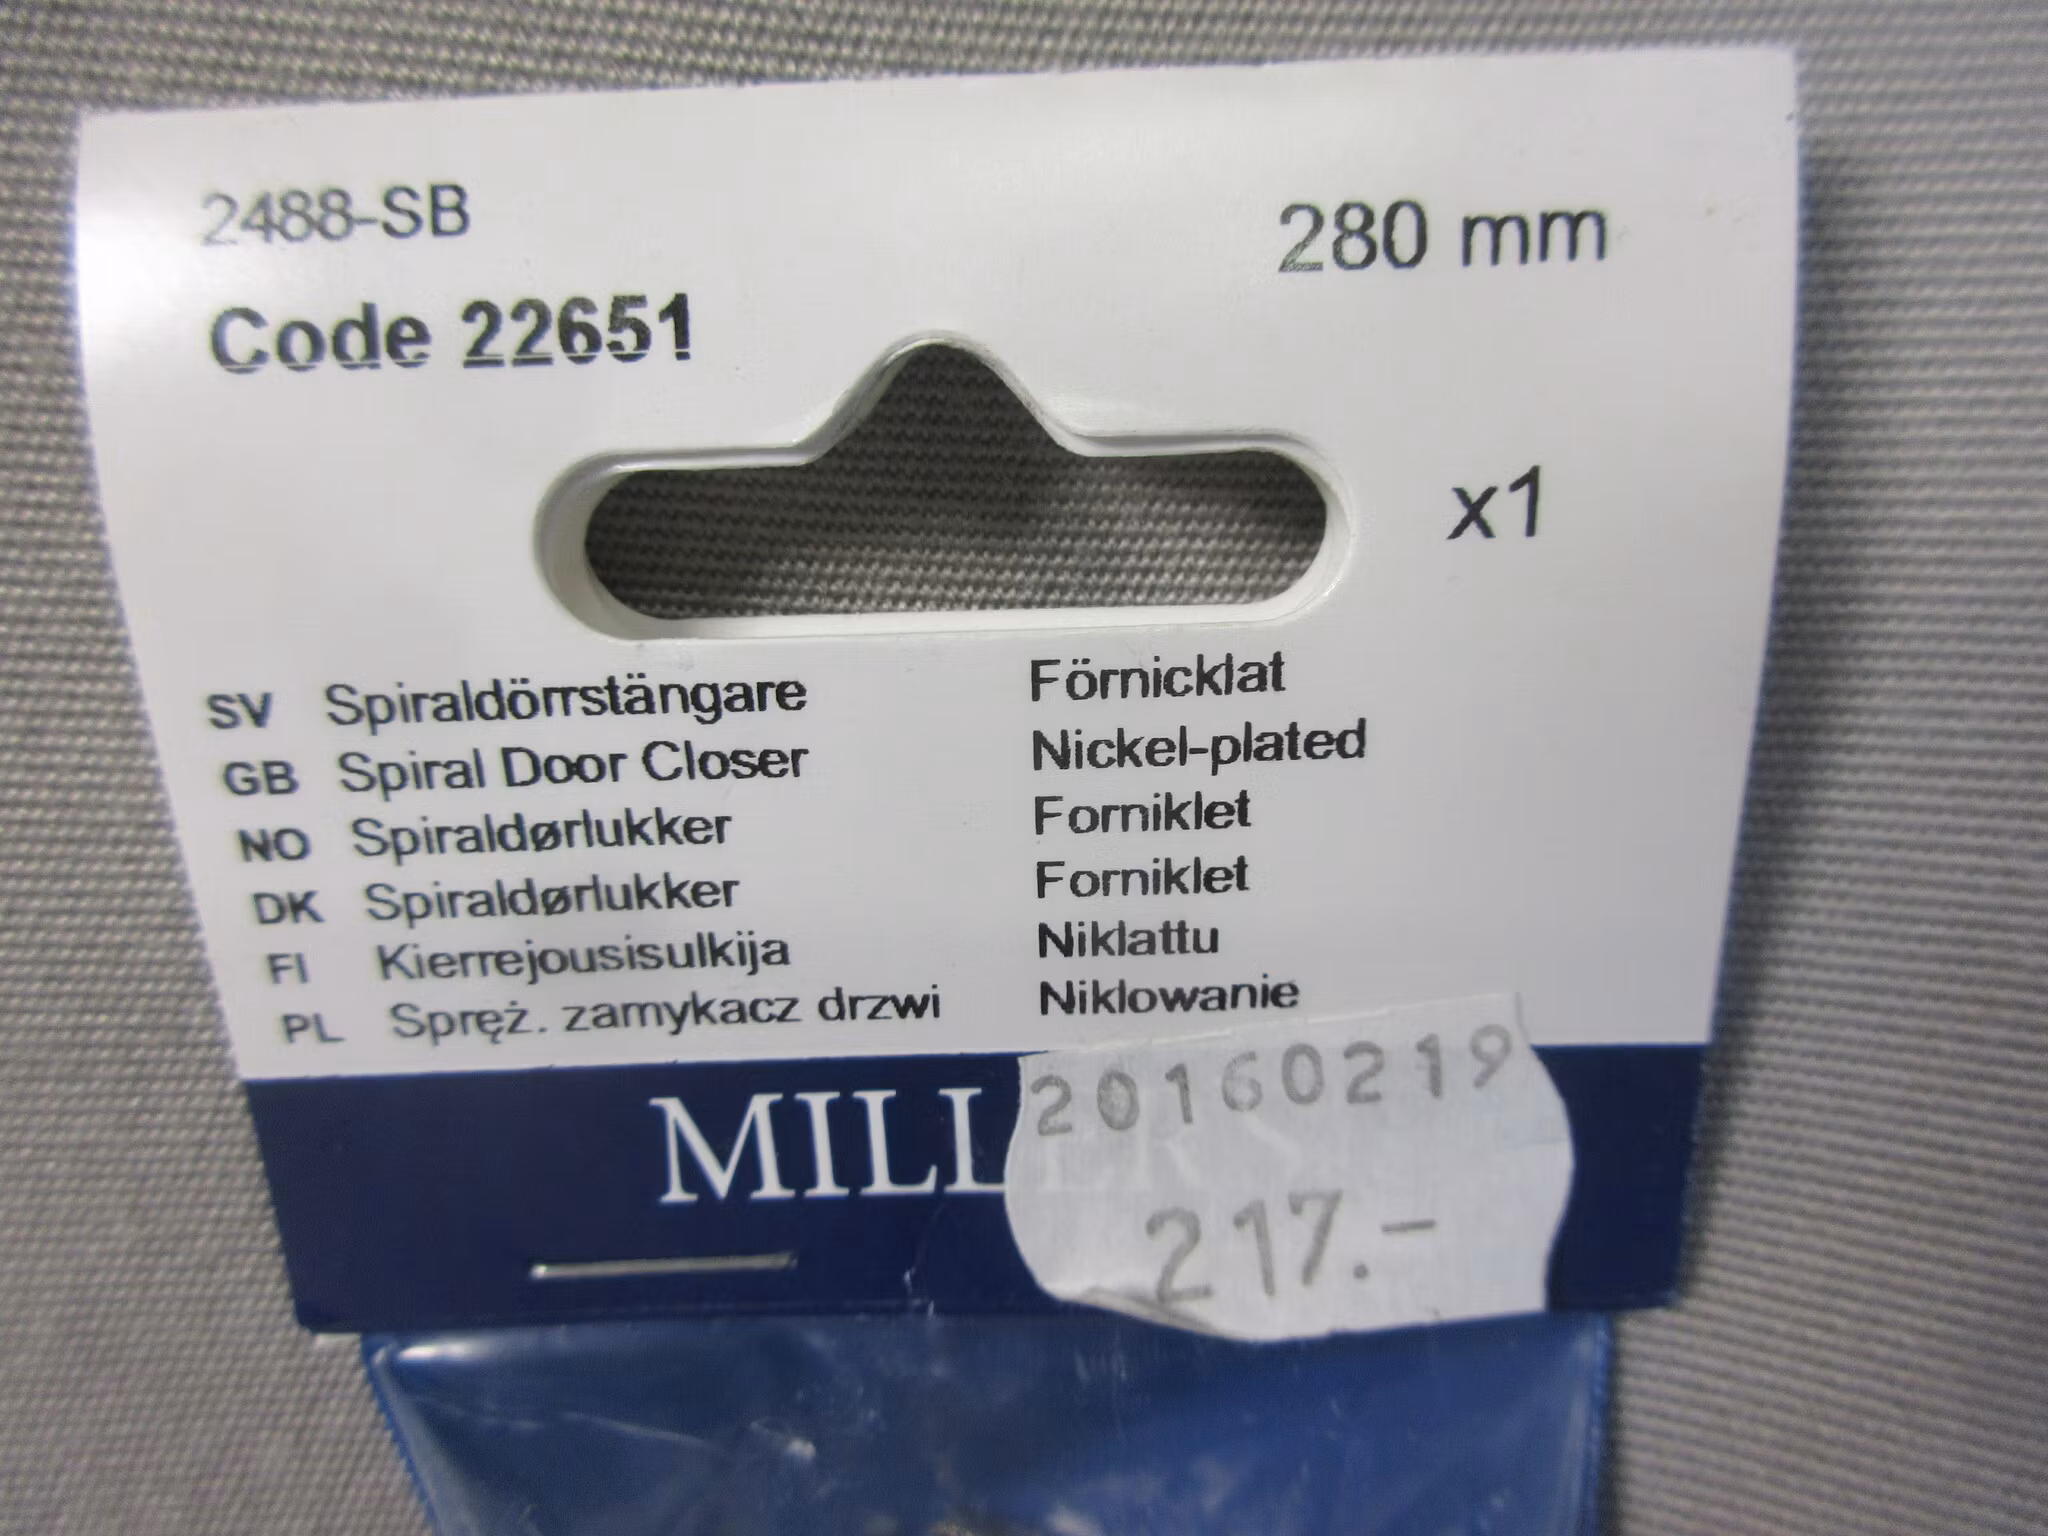 2488-SB
280 mm
Code 22651
x1
SV Spiraldörrstängare Förnicklat
GB Spiral Door Closer Nickel-plated
NO Spiraldørlukker Forniklet
DK Spiraldørlukker Forniklet
FI Kierrejousisulkija Niklattu
PL Spręż. zamykacz drzwi Niklowanie
20160219
MILLER
217.-